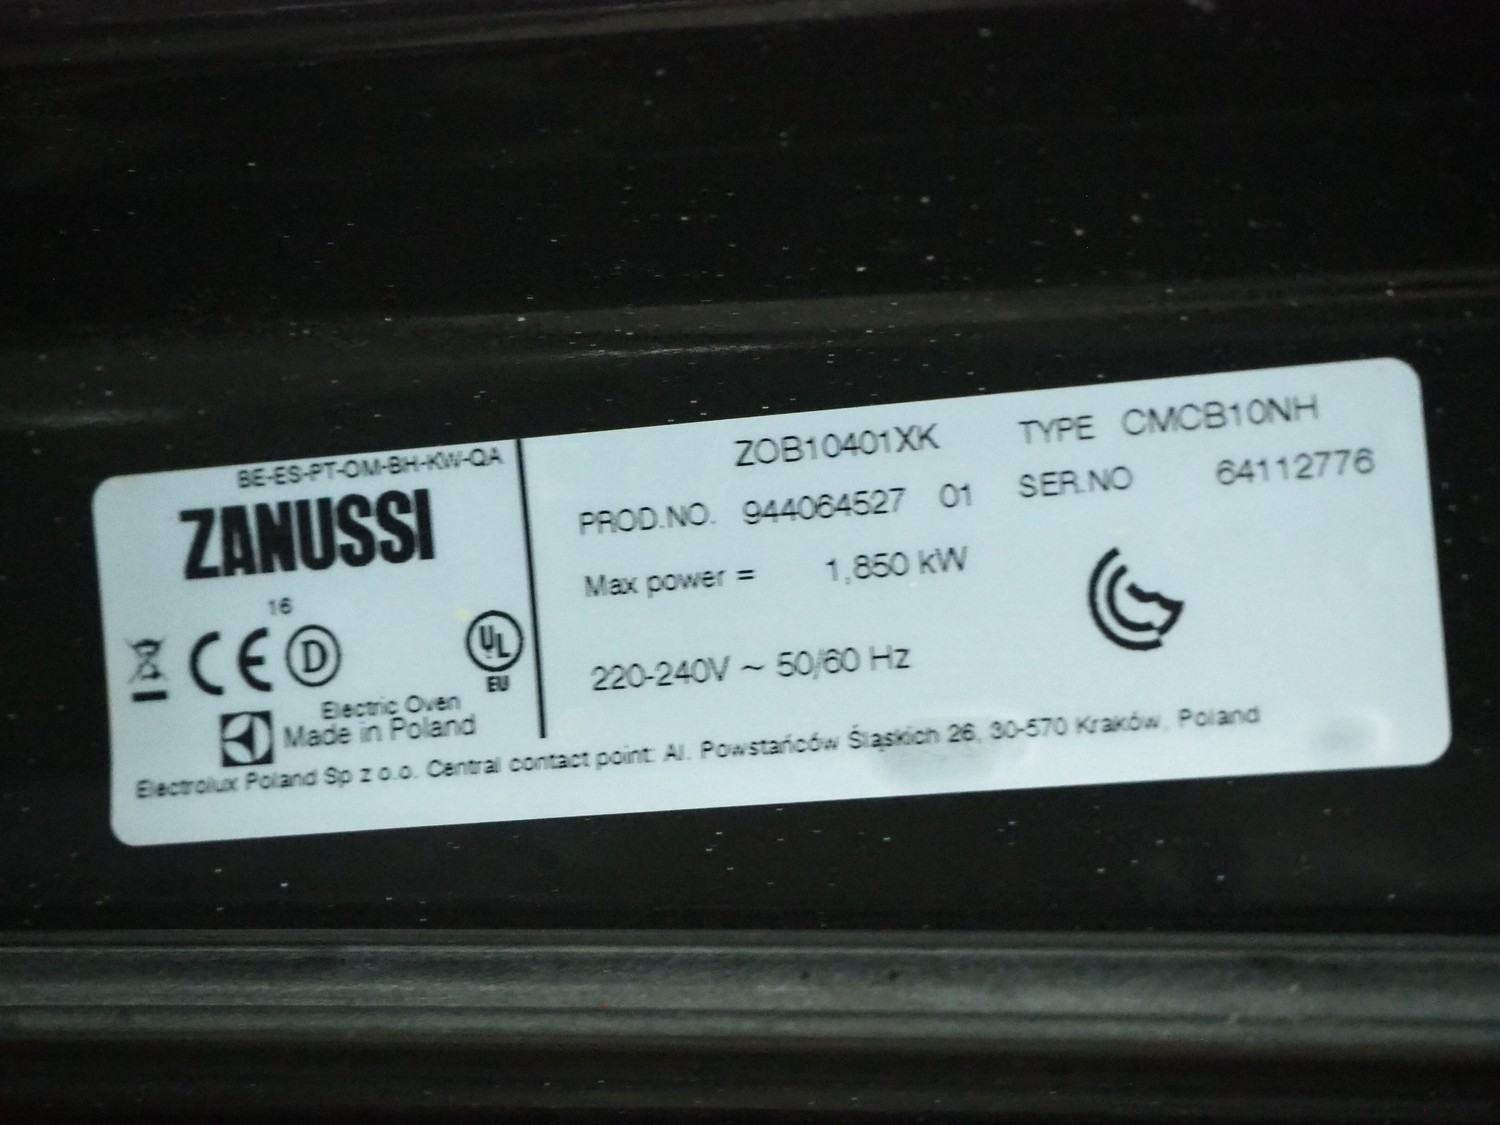 BE-ES-PT-OM-BH-KW-QA
ZANUSSI
16
CE D UL
EU
Electric Oven
Made in Poland
ZOB10401XK TYPE CMCB10NH
PROD.NO. 944064527 01 SER.NO 64112776
Max power = 1,850 kW
220-240V ~ 50/60 Hz
Electrolux Poland Sp z o.o. Central contact point: Al. Powstańców Śląskich 26, 30-570 Kraków, Poland